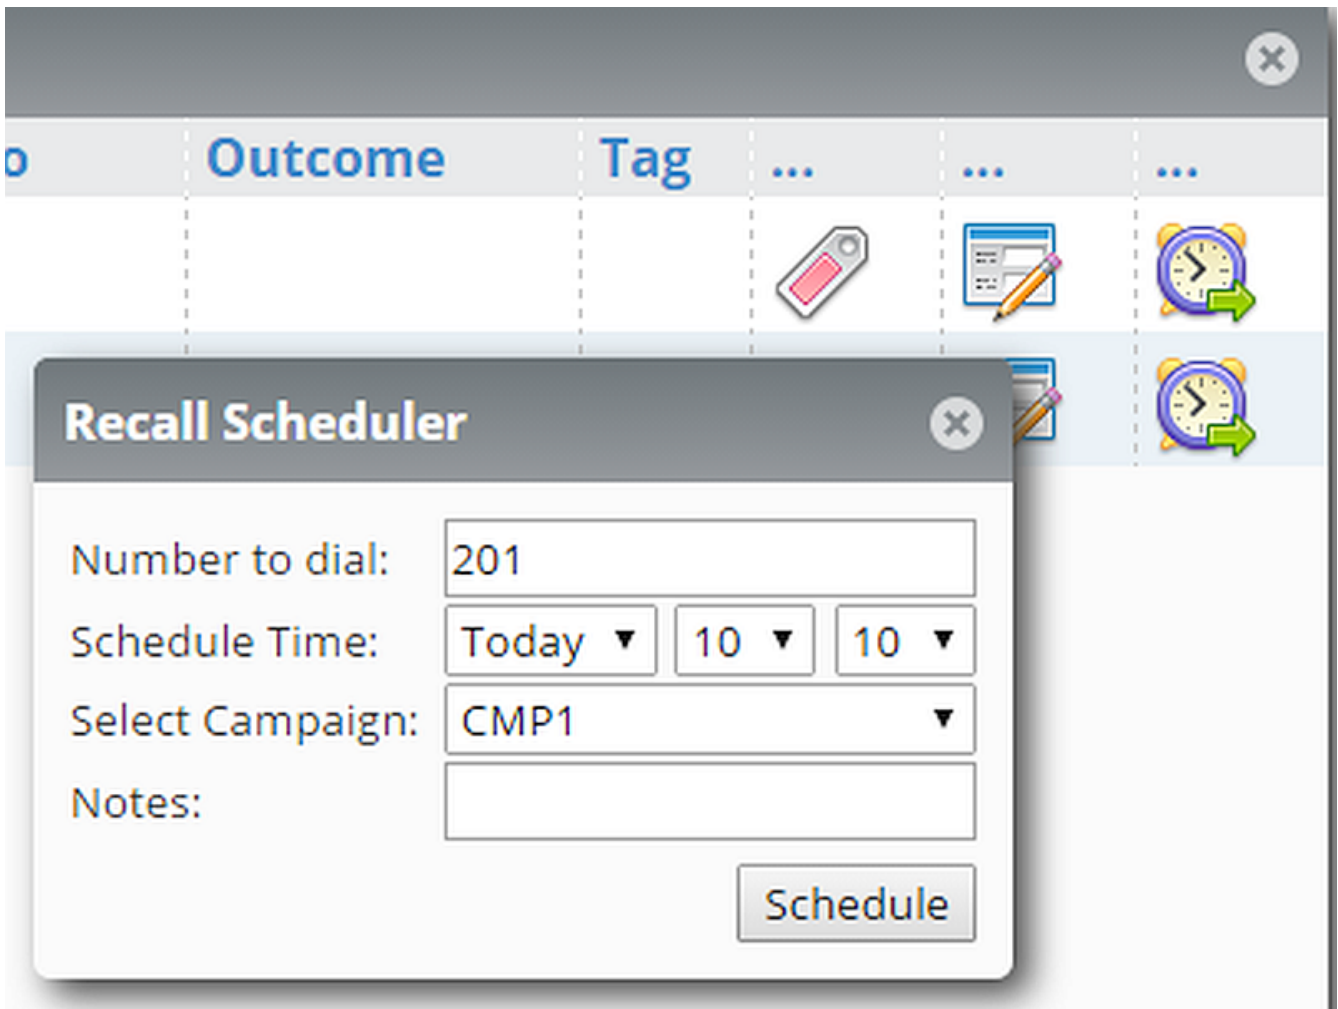 o Outcome Tag ... ... ...
Recall Scheduler
Number to dial: 201
Schedule Time: Today 10 10
Select Campaign: CMP1
Notes:
Schedule